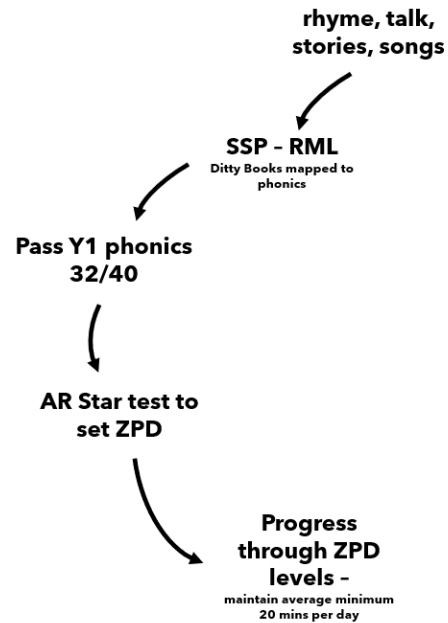 rhyme, talk,
stories, songs
SSP – RML
Ditty Books mapped to
phonics
Pass Y1 phonics
32/40
AR Star test to
set ZPD
Progress
through ZPD
levels –
maintain average minimum
20 mins per day